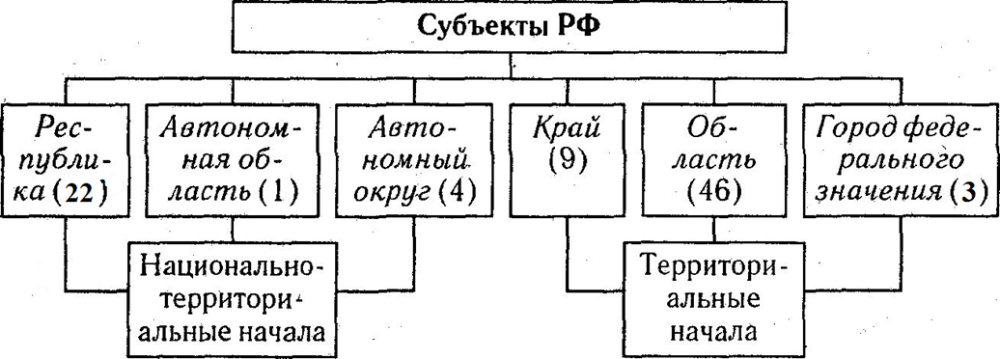 Субъекты РФ
Рес-
публи-
ка (22)
Автоном-
ная об-
ласть (1)
Авто-
номный
округ (4)
Край
(9)
Об-
ласть
(46)
Город феде-
рального
значения (3)
Национально-
территори-
альные начала
Территори-
альные
начала